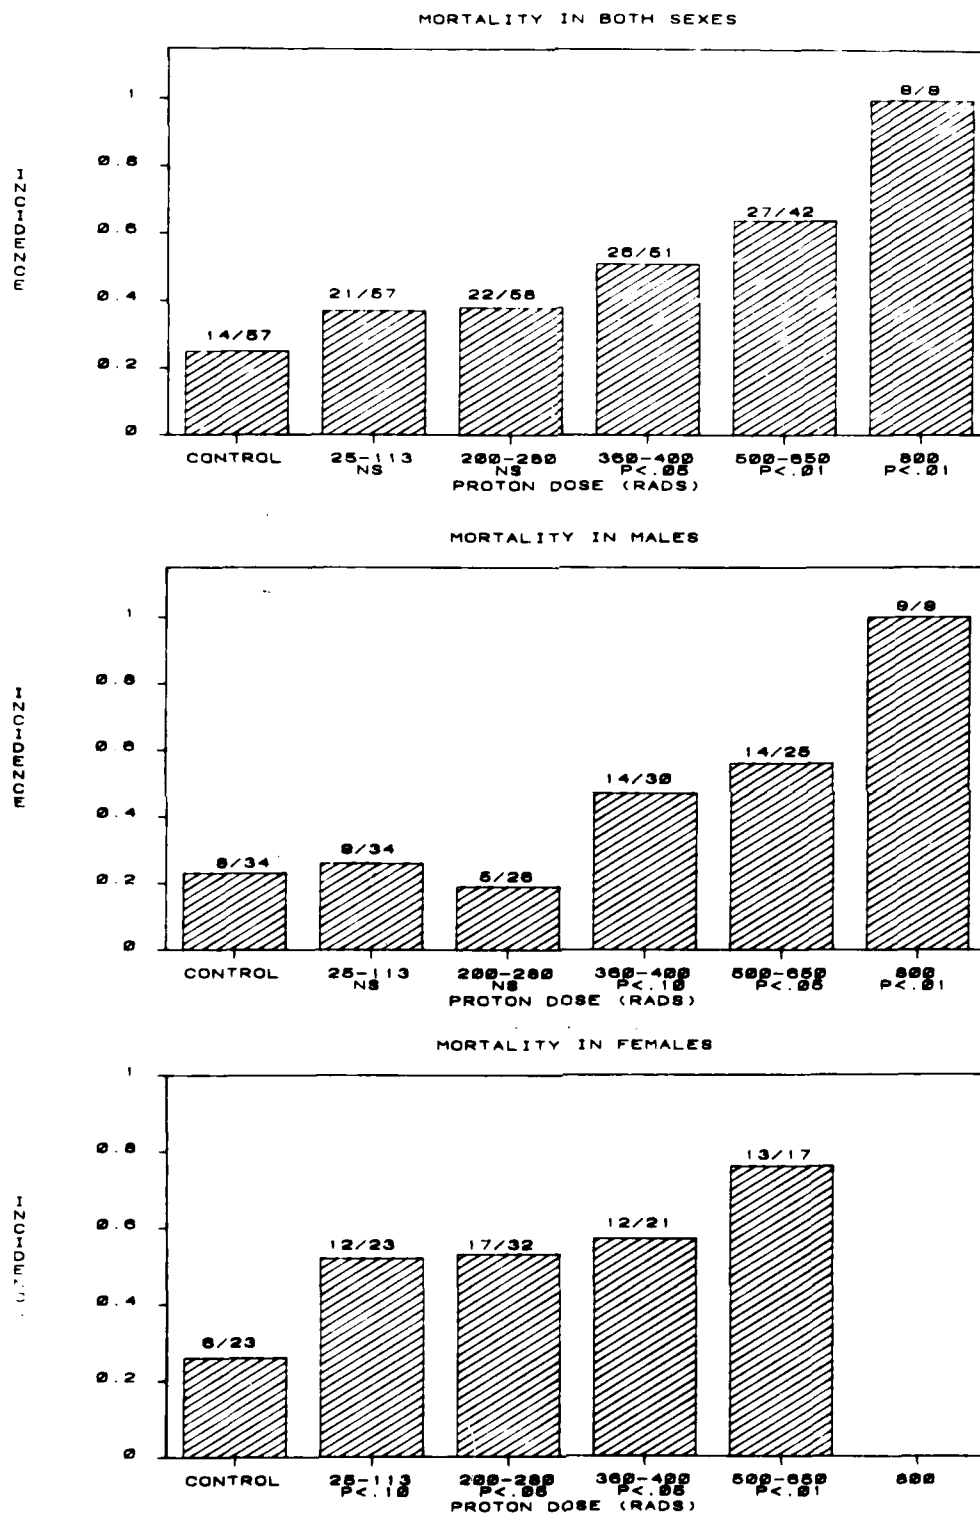 MORTALITY IN BOTH SEXES
INCIDENCE
1
0.8
0.6
0.4
0.2
0
14/57
21/57
22/58
26/51
27/42
CONTROL
25-113
NS
200-280
NS
360-400
P<.05
500-650
P<.01
800
P<.01
PROTON DOSE (RADS)
MORTALITY IN MALES
INCIDENCE
1
0.8
0.6
0.4
0.2
0
8/34
9/34
5/26
14/30
14/25
CONTROL
25-113
NS
200-280
NS
360-400
P<.10
500-650
P<.05
800
P<.01
PROTON DOSE (RADS)
MORTALITY IN FEMALES
1
0.8
0.6
0.4
0.2
0
6/23
12/23
17/32
12/21
13/17
CONTROL
25-113
P<.10
200-280
P<.05
360-400
P<.05
500-650
P<.01
800
PROTON DOSE (RADS)